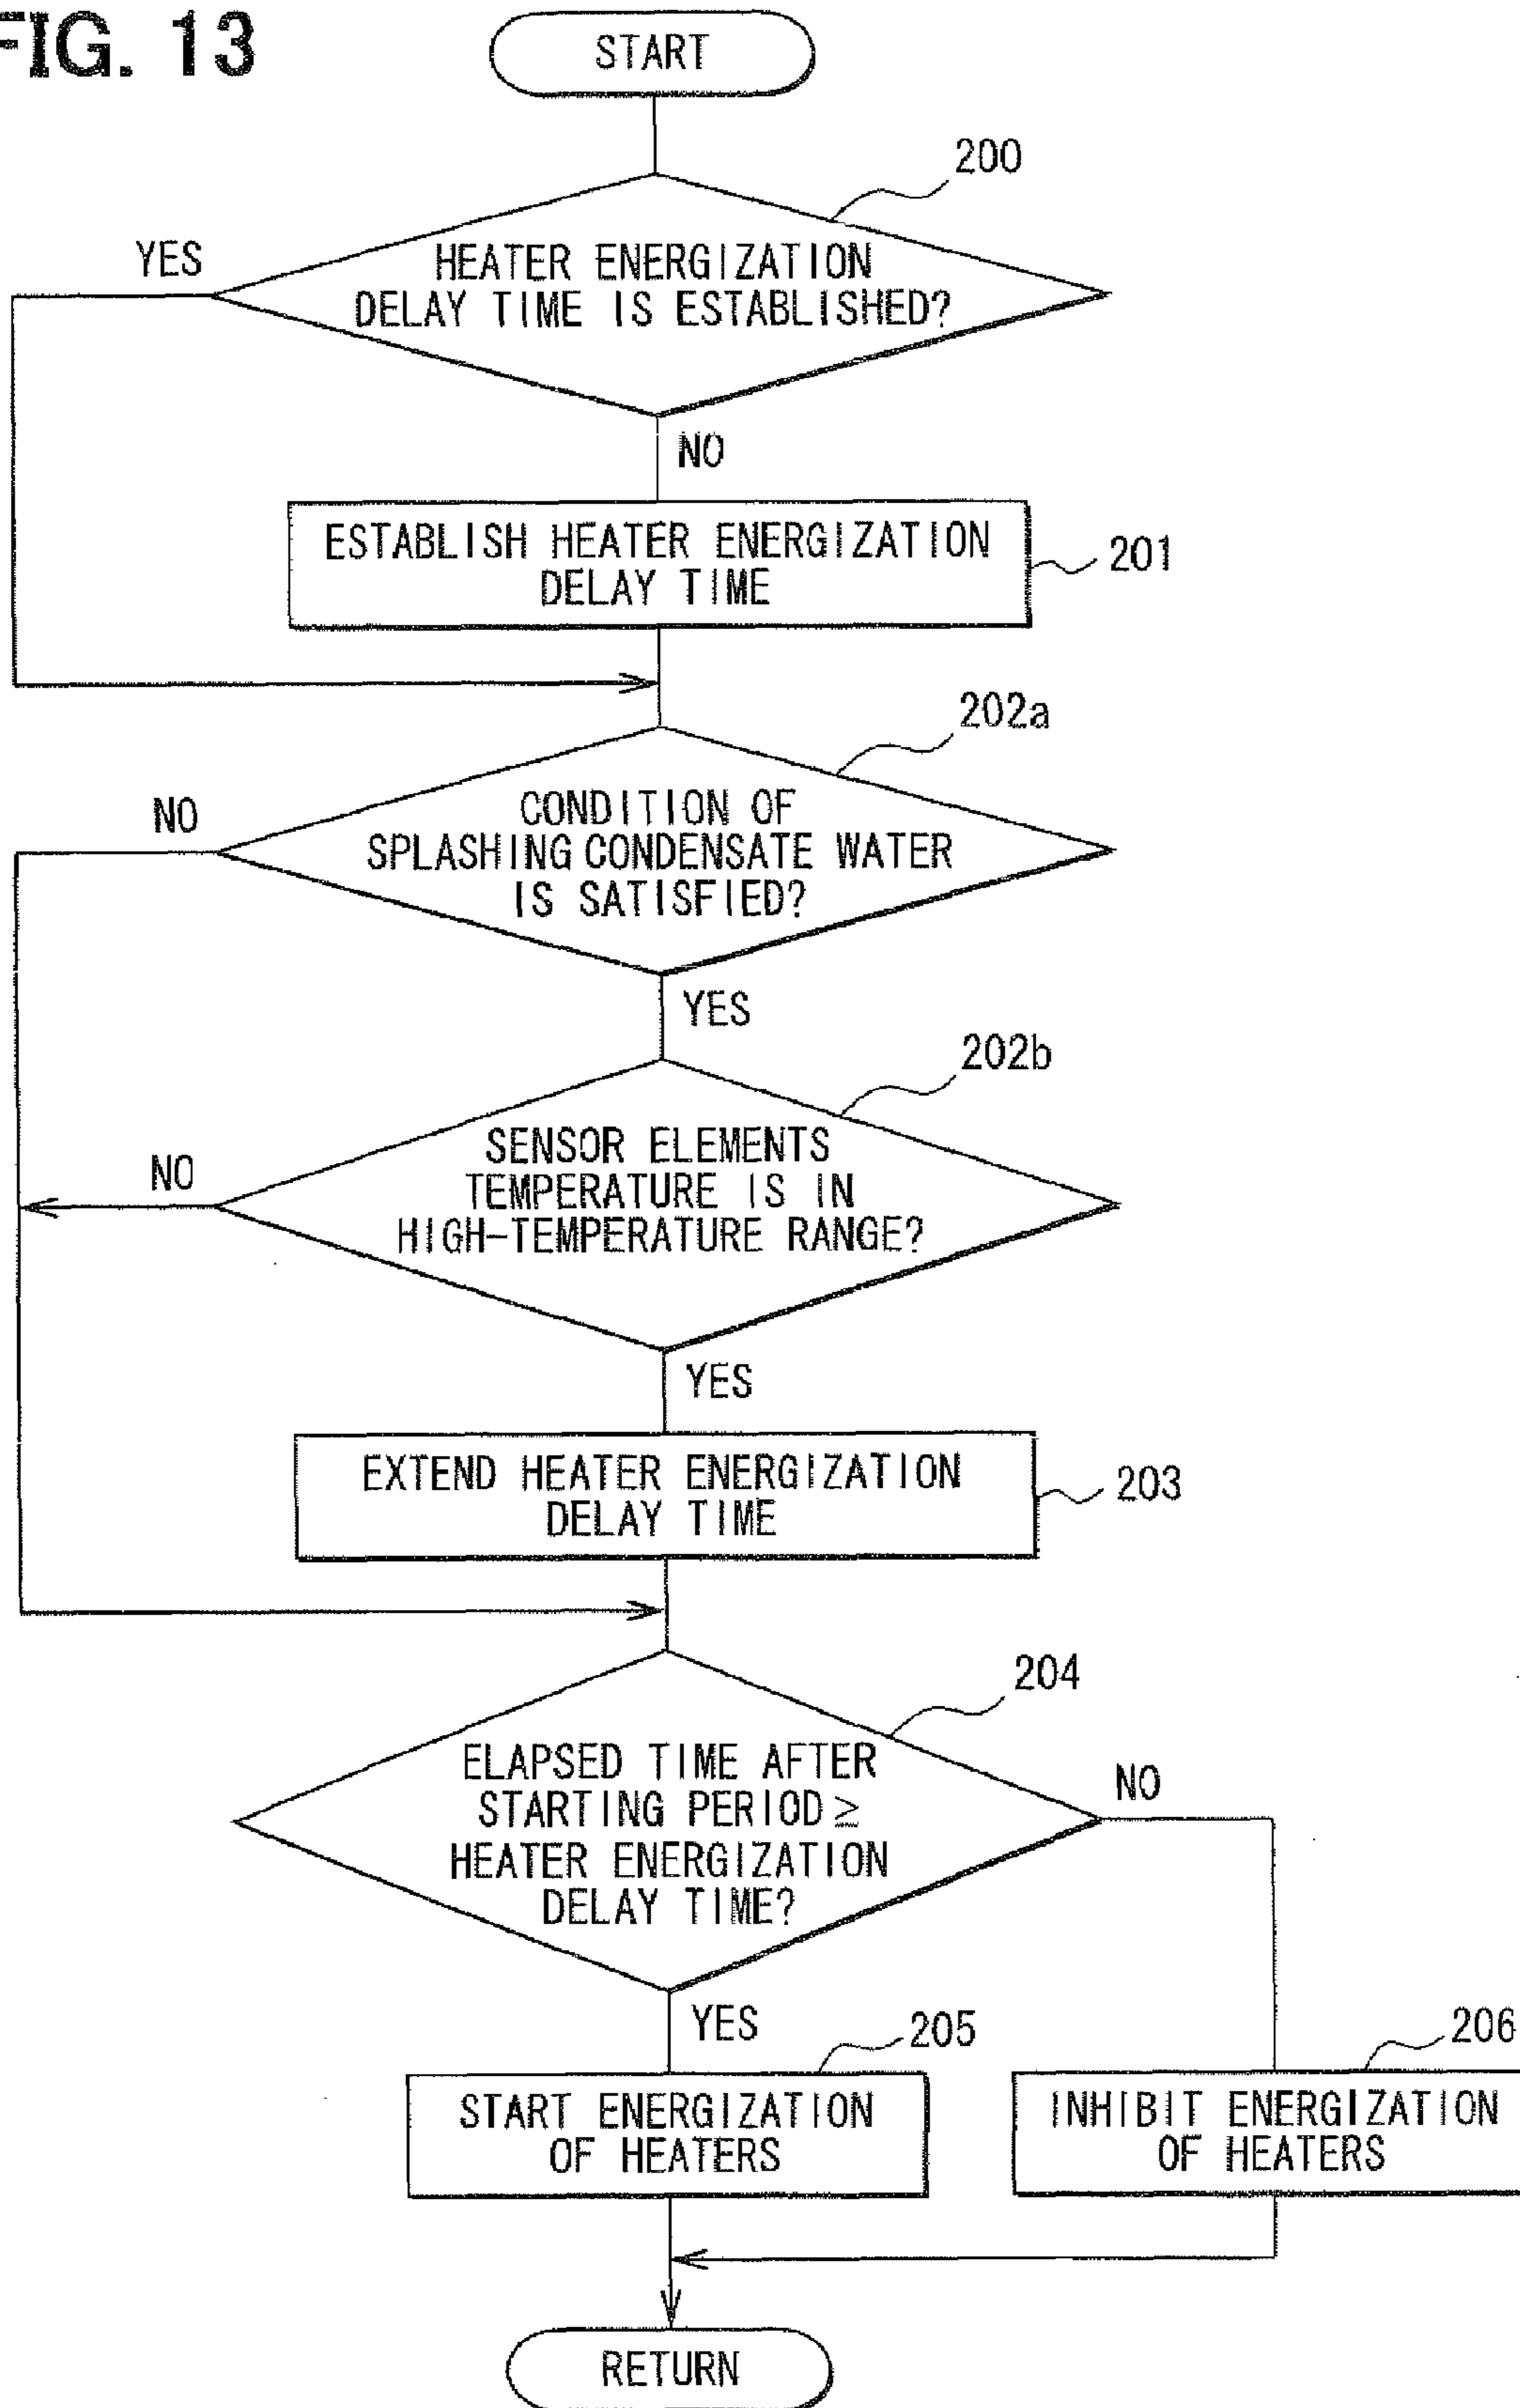 FIG. 13
START
200
YES
HEATER ENERGIZATION
DELAY TIME IS ESTABLISHED?
NO
ESTABLISH HEATER ENERGIZATION
DELAY TIME
201
202a
NO
CONDITION OF
SPLASHING CONDENSATE WATER
IS SATISFIED?
YES
202b
NO
SENSOR ELEMENTS
TEMPERATURE IS IN
HIGH-TEMPERATURE RANGE?
YES
EXTEND HEATER ENERGIZATION
DELAY TIME
203
204
ELAPSED TIME AFTER
STARTING PERIOD ≥
HEATER ENERGIZATION
DELAY TIME?
NO
YES
205
206
START ENERGIZATION
OF HEATERS
INHIBIT ENERGIZATION
OF HEATERS
RETURN